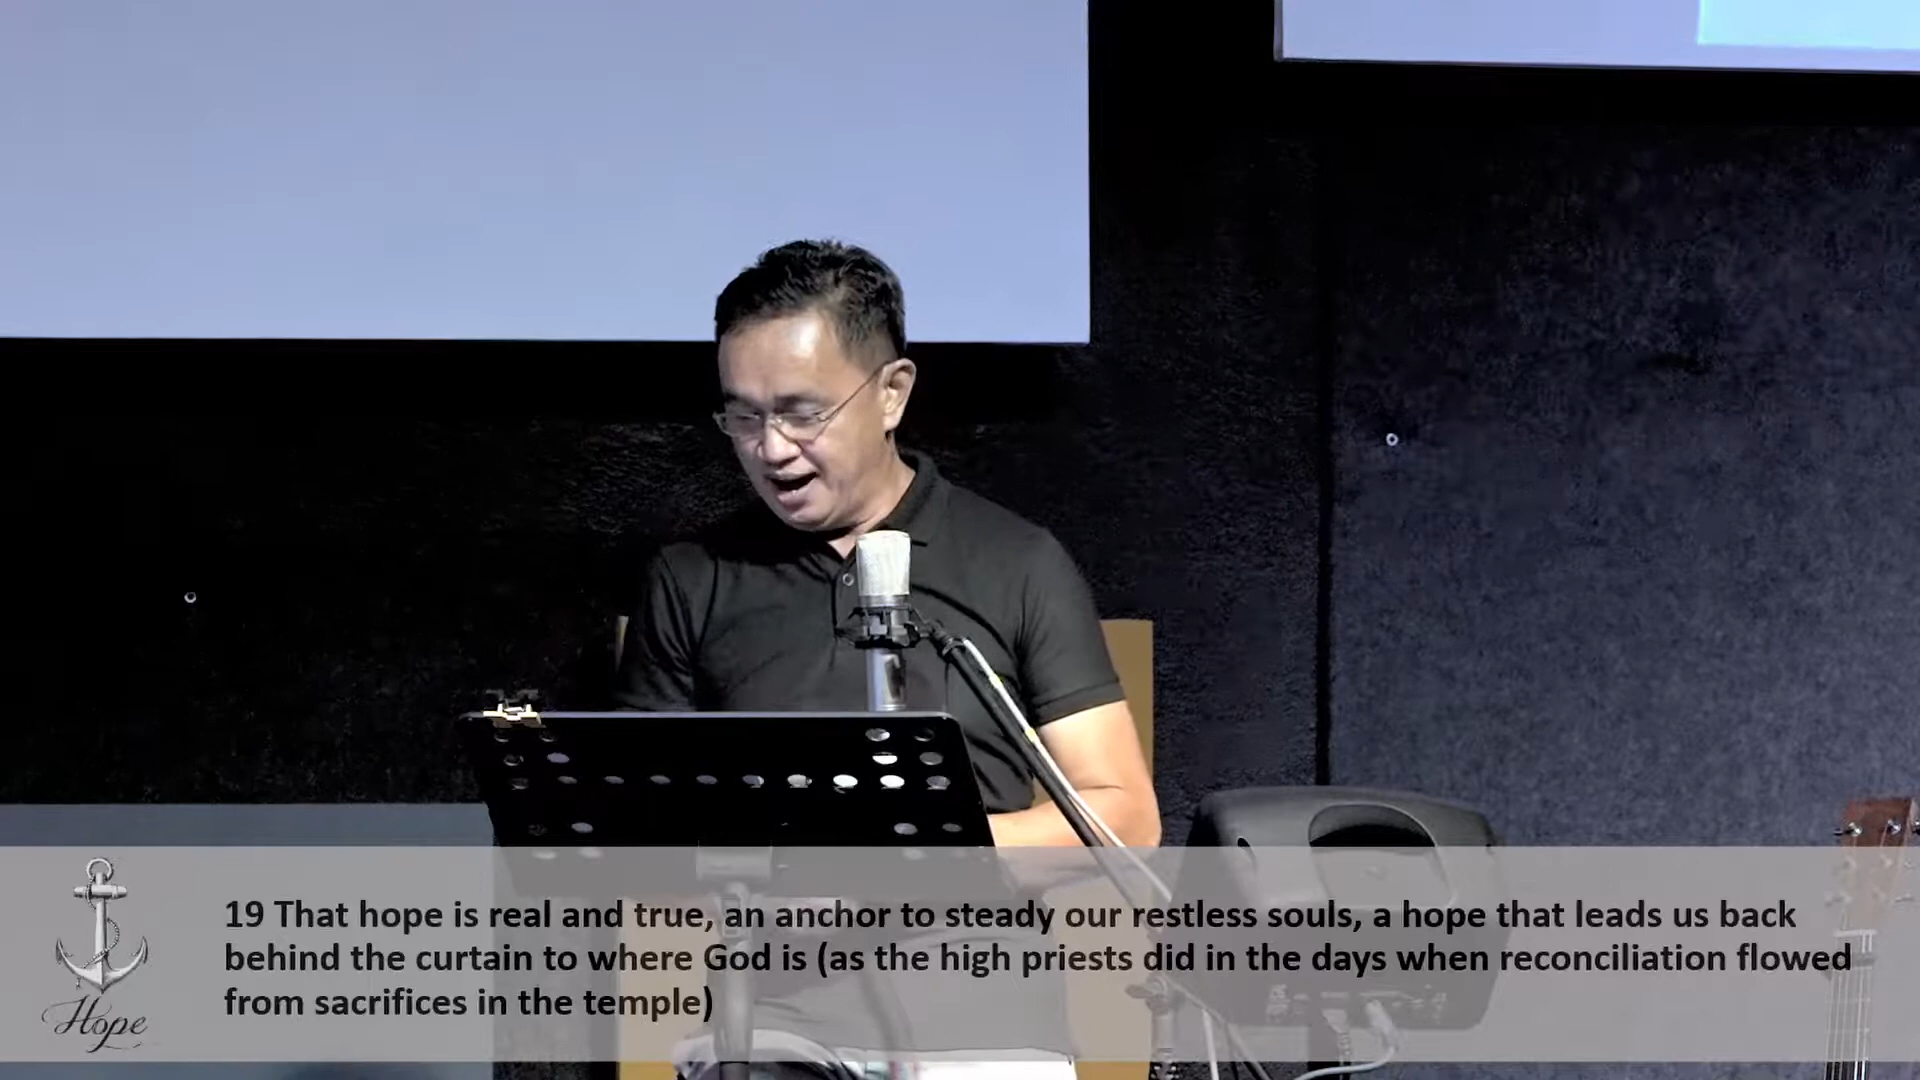 19 That hope is real and true, an anchor to steady our restless souls, a hope that leads us back
behind the curtain to where God is (as the high priests did in the days when reconciliation flowed
from sacrifices in the temple)
Hope